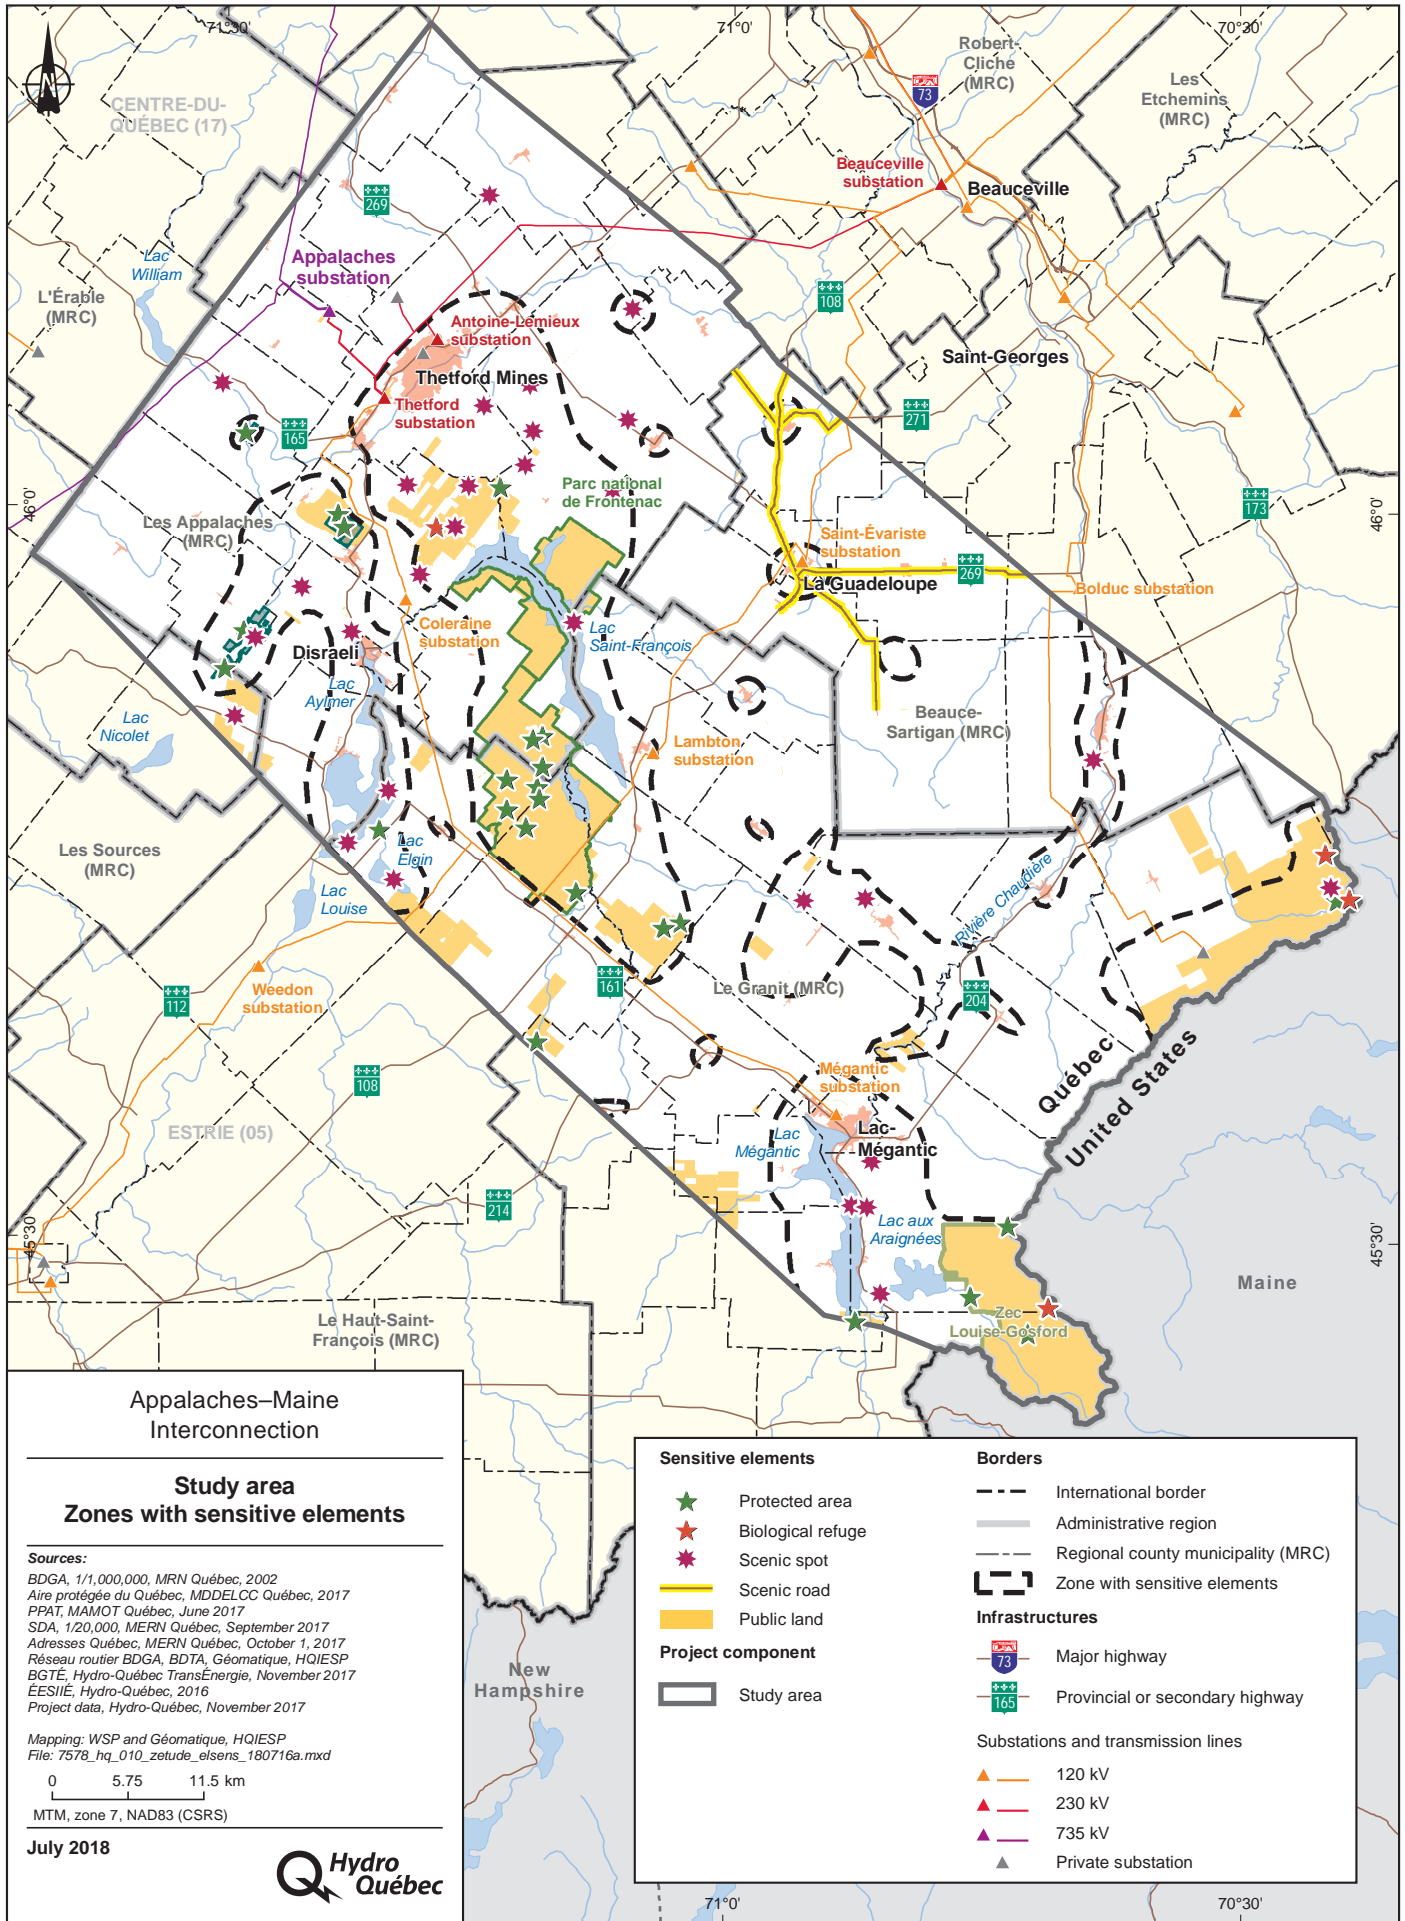 71°30'
71°0'
70°30'
CENTRE-DU-
QUÉBEC (17)
Robert-
Cliche
(MRC)
73
Les
Etchemins
(MRC)
Beauceville
substation
Beauceville
269
Lac
William
Appalaches
substation
L'Érable
(MRC)
108
Antoine-Lemieux
substation
Saint-Georges
Thetford Mines
Thetford
substation
271
165
Parc national
de Frontenac
46°0'
173
46°0'
Les Appalaches
(MRC)
Saint-Évariste
substation
La Guadeloupe
269
Bolduc substation
Coleraine
substation
Disraeli
Lac
Saint-François
Lac
Aylmer
Lac
Nicolet
Beauce-
Sartigan (MRC)
Lambton
substation
Les Sources
(MRC)
Lac
Elgin
Lac
Louise
Rivière Chaudière
Weedon
substation
112
161
Le Granit (MRC)
204
108
Mégantic
substation
Québec
United States
ESTRIE (05)
Lac
Mégantic
Lac-
Mégantic
214
45°30'
Lac aux
Araignées
45°30'
Maine
Zec
Louise-Gosford
Le Haut-Saint-
François (MRC)
Appalaches–Maine
Interconnection
Study area
Zones with sensitive elements
Sources:
BDGA, 1/1,000,000, MRN Québec, 2002
Aire protégée du Québec, MDDELCC Québec, 2017
PPAT, MAMOT Québec, June 2017
SDA, 1/20,000, MERN Québec, September 2017
Adresses Québec, MERN Québec, October 1, 2017
Réseau routier BDGA, BDTA, Géomatique, HQIESP
BGTÉ, Hydro-Québec TransÉnergie, November 2017
ÉESIIÉ, Hydro-Québec, 2016
Project data, Hydro-Québec, November 2017
Mapping: WSP and Géomatique, HQIESP
File: 7578_hq_010_zetude_elsens_180716a.mxd
0 5.75 11.5 km
MTM, zone 7, NAD83 (CSRS)
July 2018
Hydro
Québec
New
Hampshire
Sensitive elements
Protected area
Biological refuge
Scenic spot
Scenic road
Public land
Project component
Study area
Borders
International border
Administrative region
Regional county municipality (MRC)
Zone with sensitive elements
Infrastructures
73
Major highway
165
Provincial or secondary highway
Substations and transmission lines
120 kV
230 kV
735 kV
Private substation
71°0'
70°30'